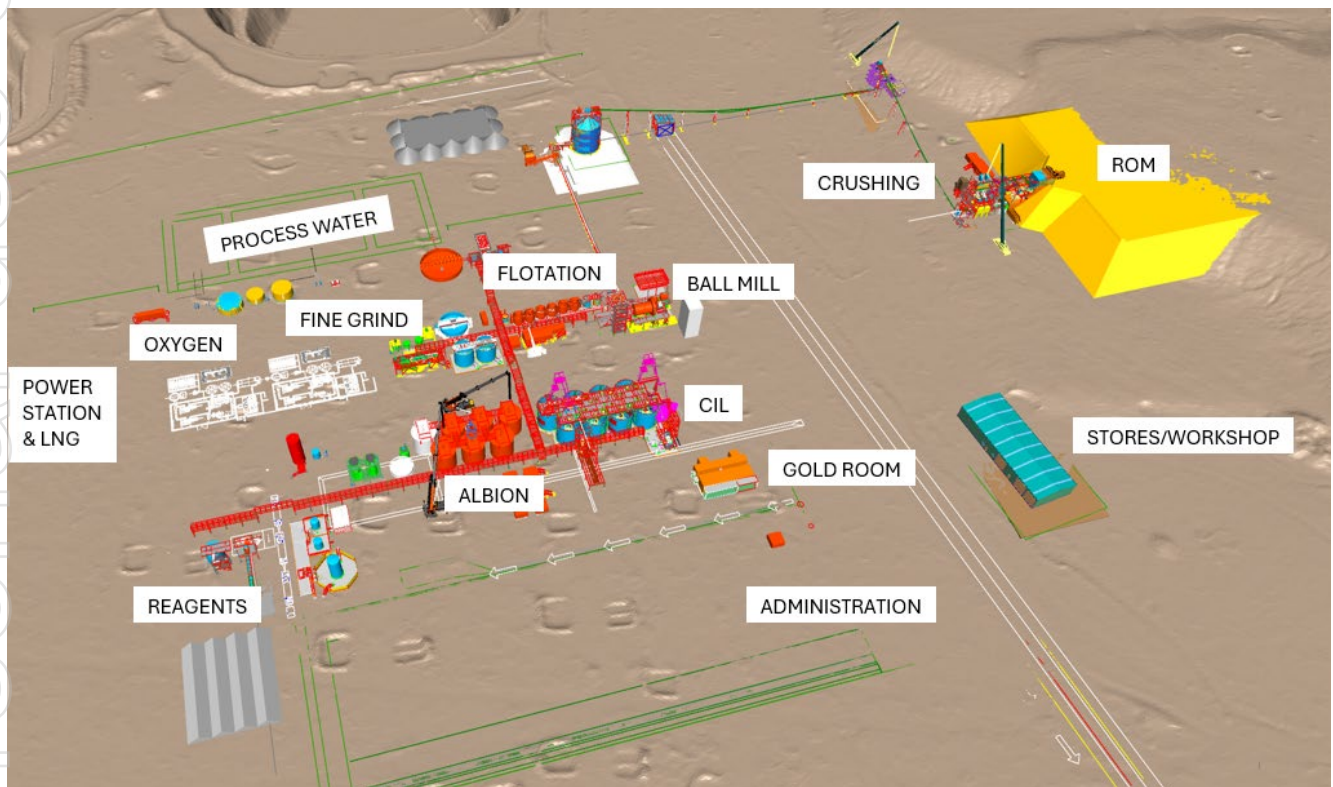 ROM
CRUSHING
PROCESS WATER
FLOTATION
BALL MILL
FINE GRIND
OXYGEN
POWER
STATION
& LNG
CIL
STORES/WORKSHOP
GOLD ROOM
ALBION
REAGENTS
ADMINISTRATION